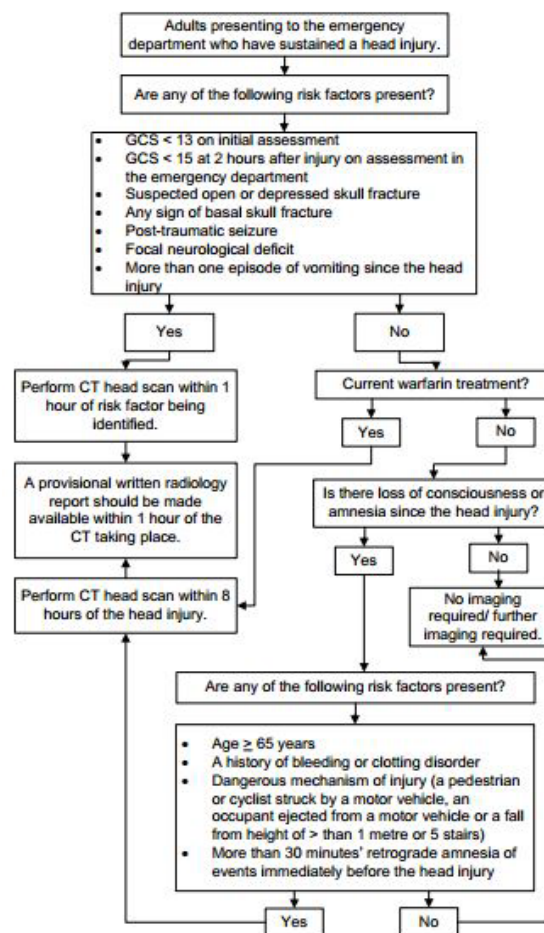 Adults presenting to the emergency
department who have sustained a head injury.
Are any of the following risk factors present?
• GCS < 13 on initial assessment
• GCS < 15 at 2 hours after injury on assessment in
the emergency department
• Suspected open or depressed skull fracture
• Any sign of basal skull fracture
• Post-traumatic seizure
• Focal neurological deficit
• More than one episode of vomiting since the head
injury
Yes
No
Perform CT head scan within 1
hour of risk factor being
identified.
Current warfarin treatment?
Yes
No
A provisional written radiology
report should be made
available within 1 hour of the
CT taking place.
Is there loss of consciousness or
amnesia since the head injury?
Yes
No
Perform CT head scan within 8
hours of the head injury.
No imaging
required/ further
imaging required.
Are any of the following risk factors present?
• Age ≥ 65 years
• A history of bleeding or clotting disorder
• Dangerous mechanism of injury (a pedestrian
or cyclist struck by a motor vehicle, an
occupant ejected from a motor vehicle or a fall
from height of > than 1 metre or 5 stairs)
• More than 30 minutes' retrograde amnesia of
events immediately before the head injury
Yes
No